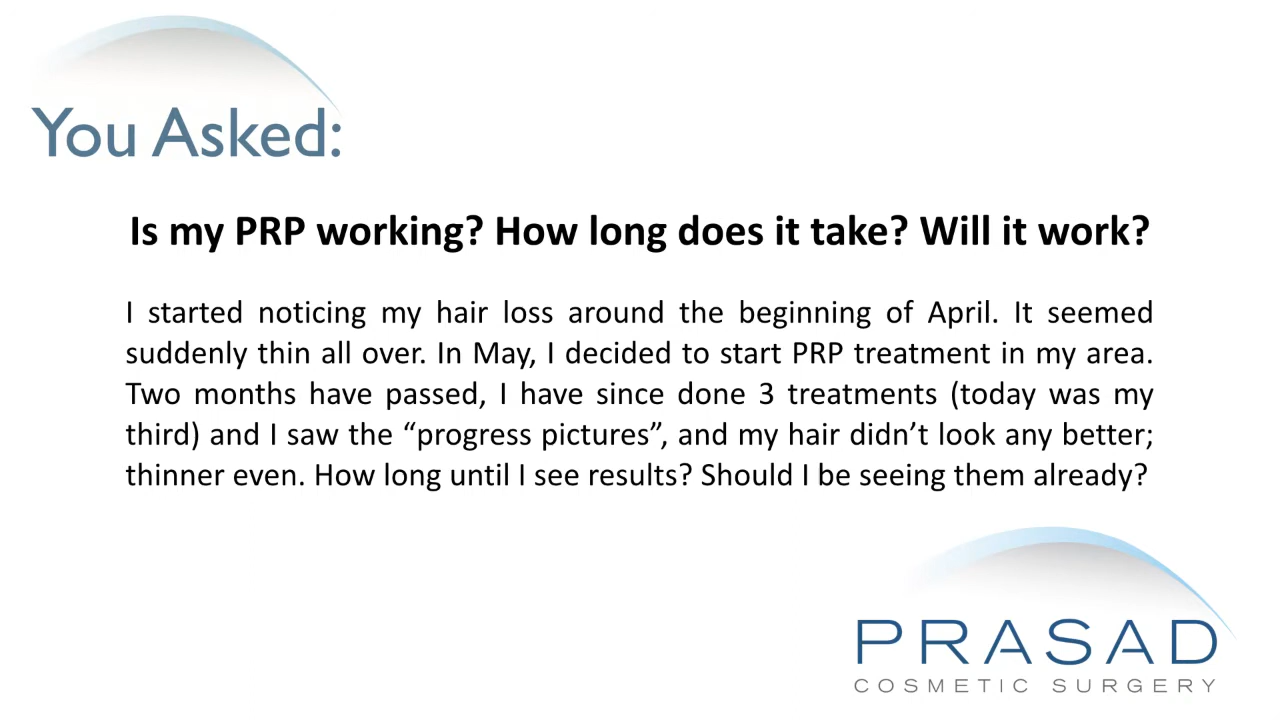 You Asked:
Is my PRP working? How long does it take? Will it work?
I started noticing my hair loss around the beginning of April. It seemed
suddenly thin all over. In May, I decided to start PRP treatment in my area.
Two months have passed, I have since done 3 treatments (today was my
third) and I saw the “progress pictures”, and my hair didn’t look any better;
thinner even. How long until I see results? Should I be seeing them already?
PRASAD
COSMETIC SURGERY